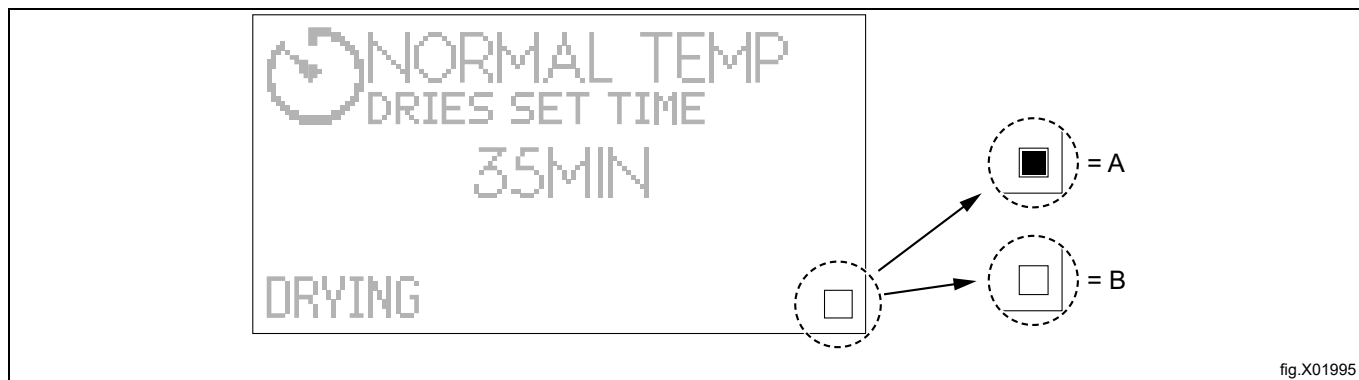 NORMAL TEMP
DRIES SET TIME
35MIN
DRYING
= A
= B
fig.X01995